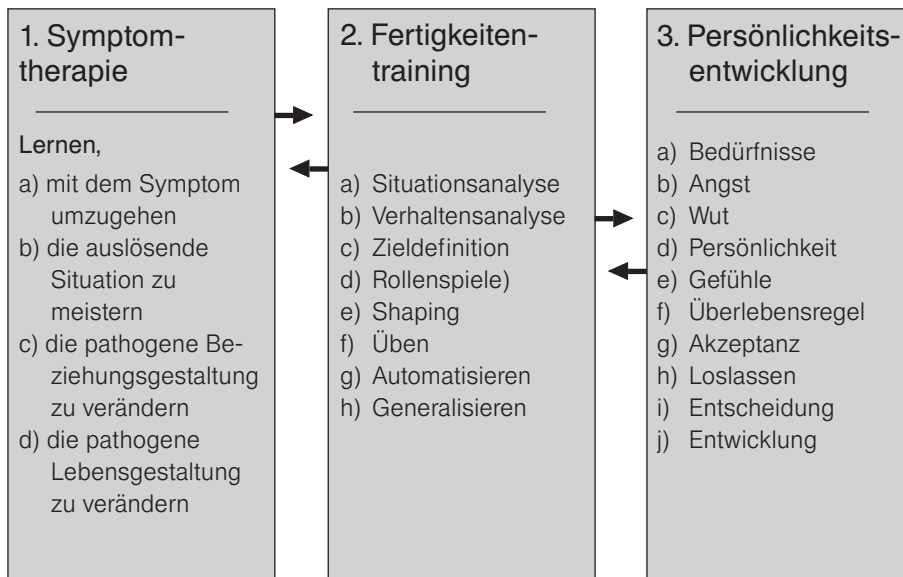 1. Symptom-
therapie
Lernen,
a) mit dem Symptom
umzugehen
b) die auslösende
Situation zu
meistern
c) die pathogene Be-
ziehungsgestaltung
zu verändern
d) die pathogene
Lebensgestaltung
zu verändern
2. Fertigkeiten-
training
a) Situationsanalyse
b) Verhaltensanalyse
c) Zieldefinition
d) Rollenspiele)
e) Shaping
f) Üben
g) Automatisieren
h) Generalisieren
3. Persönlichkeits-
entwicklung
a) Bedürfnisse
b) Angst
c) Wut
d) Persönlichkeit
e) Gefühle
f) Überlebensregel
g) Akzeptanz
h) Loslassen
i) Entscheidung
j) Entwicklung